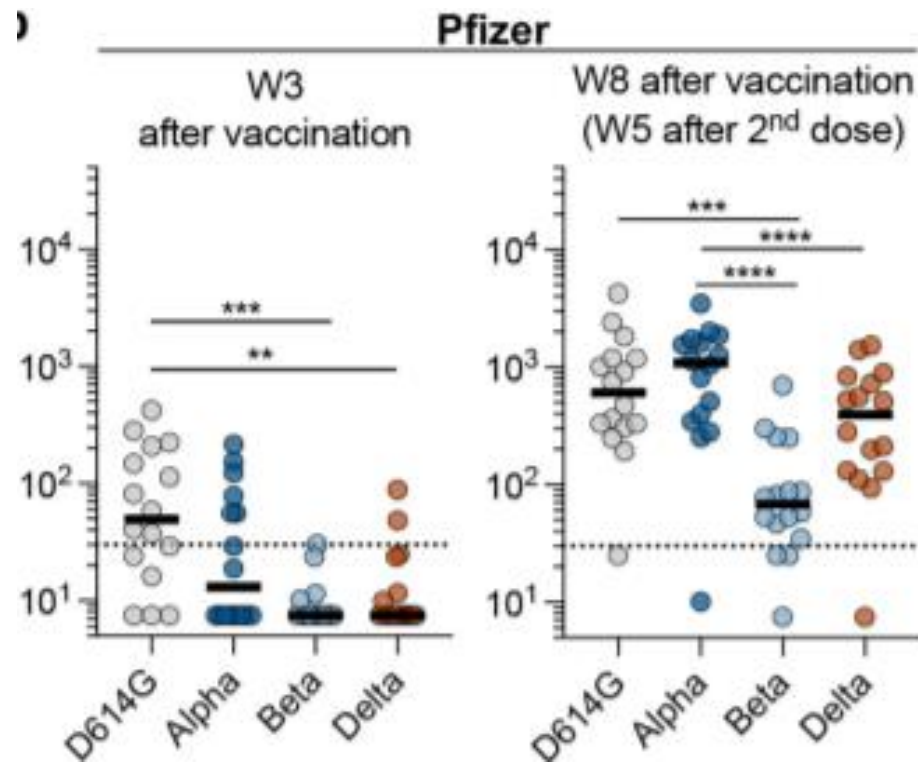 Pfizer
W3
after vaccination
W8 after vaccination
(W5 after 2nd dose)
10⁴
10³
10²
10¹
***
**
D614G
Alpha
Beta
Delta
10⁴
10³
10²
10¹
***
****
****
D614G
Alpha
Beta
Delta